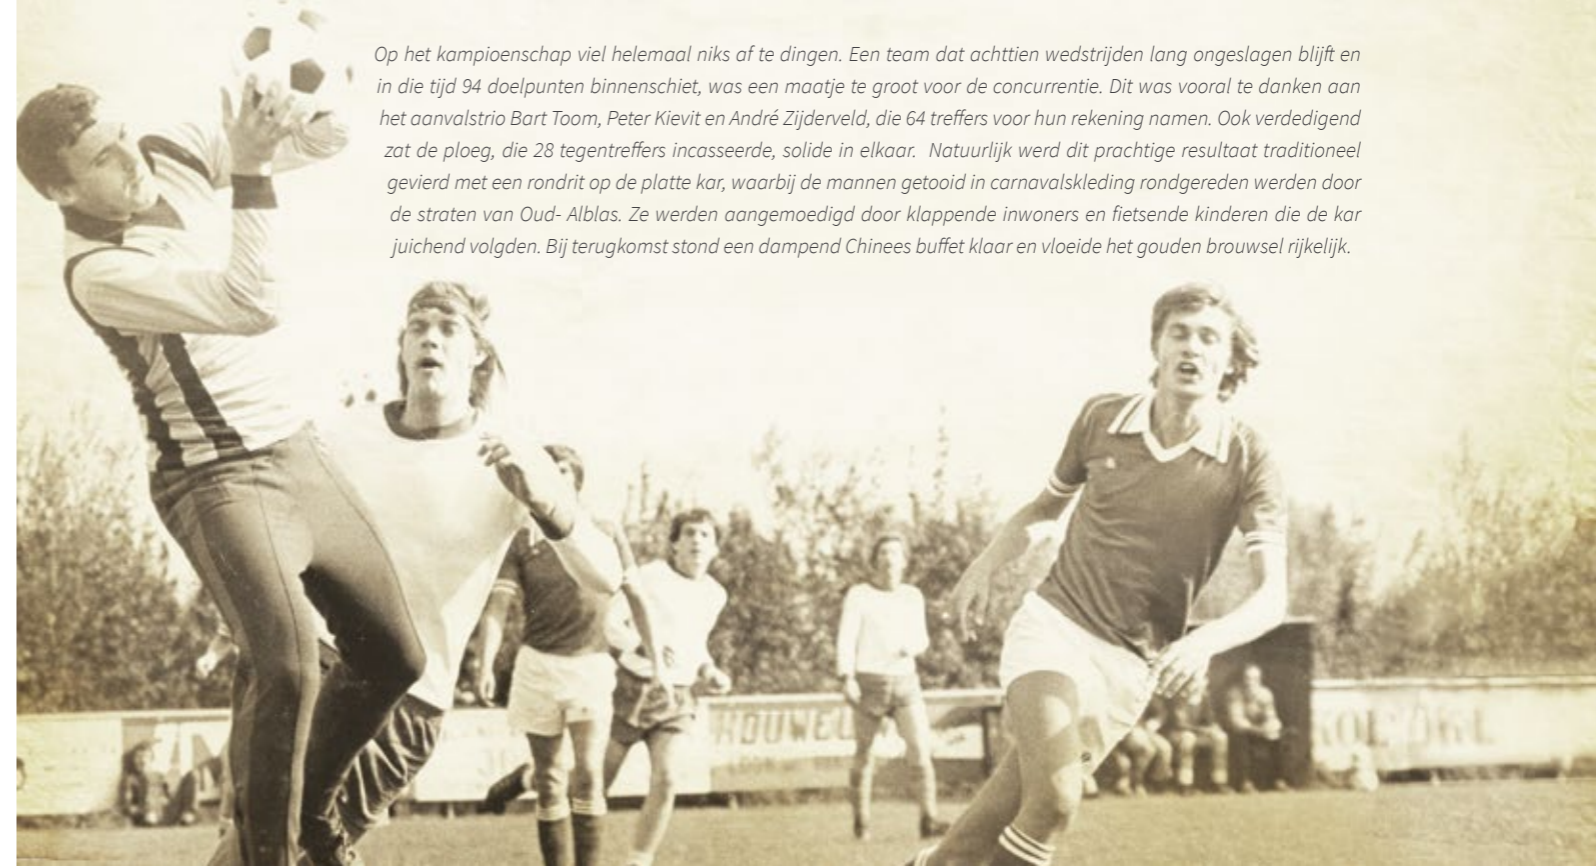 Op het kampioenschap viel helemaal niks af te dingen. Een team dat achttien wedstrijden lang ongeslagen blijft en
in die tijd 94 doelpunten binnenschiet, was een maatje te groot voor de concurrentie. Dit was vooral te danken aan
het aanvalstrio Bart Toom, Peter Kievit en André Zijderveld, die 64 treffers voor hun rekening namen. Ook verdedigend
zat de ploeg, die 28 tegentreffers incasseerde, solide in elkaar. Natuurlijk werd dit prachtige resultaat traditioneel
gevierd met een rondrit op de platte kar, waarbij de mannen getooid in carnavalskleding rondgereden werden door
de straten van Oud- Alblas. Ze werden aangemoedigd door klappende inwoners en fietsende kinderen die de kar
juichend volgden. Bij terugkomst stond een dampend Chinees buffet klaar en vloeide het gouden brouwsel rijkelijk.